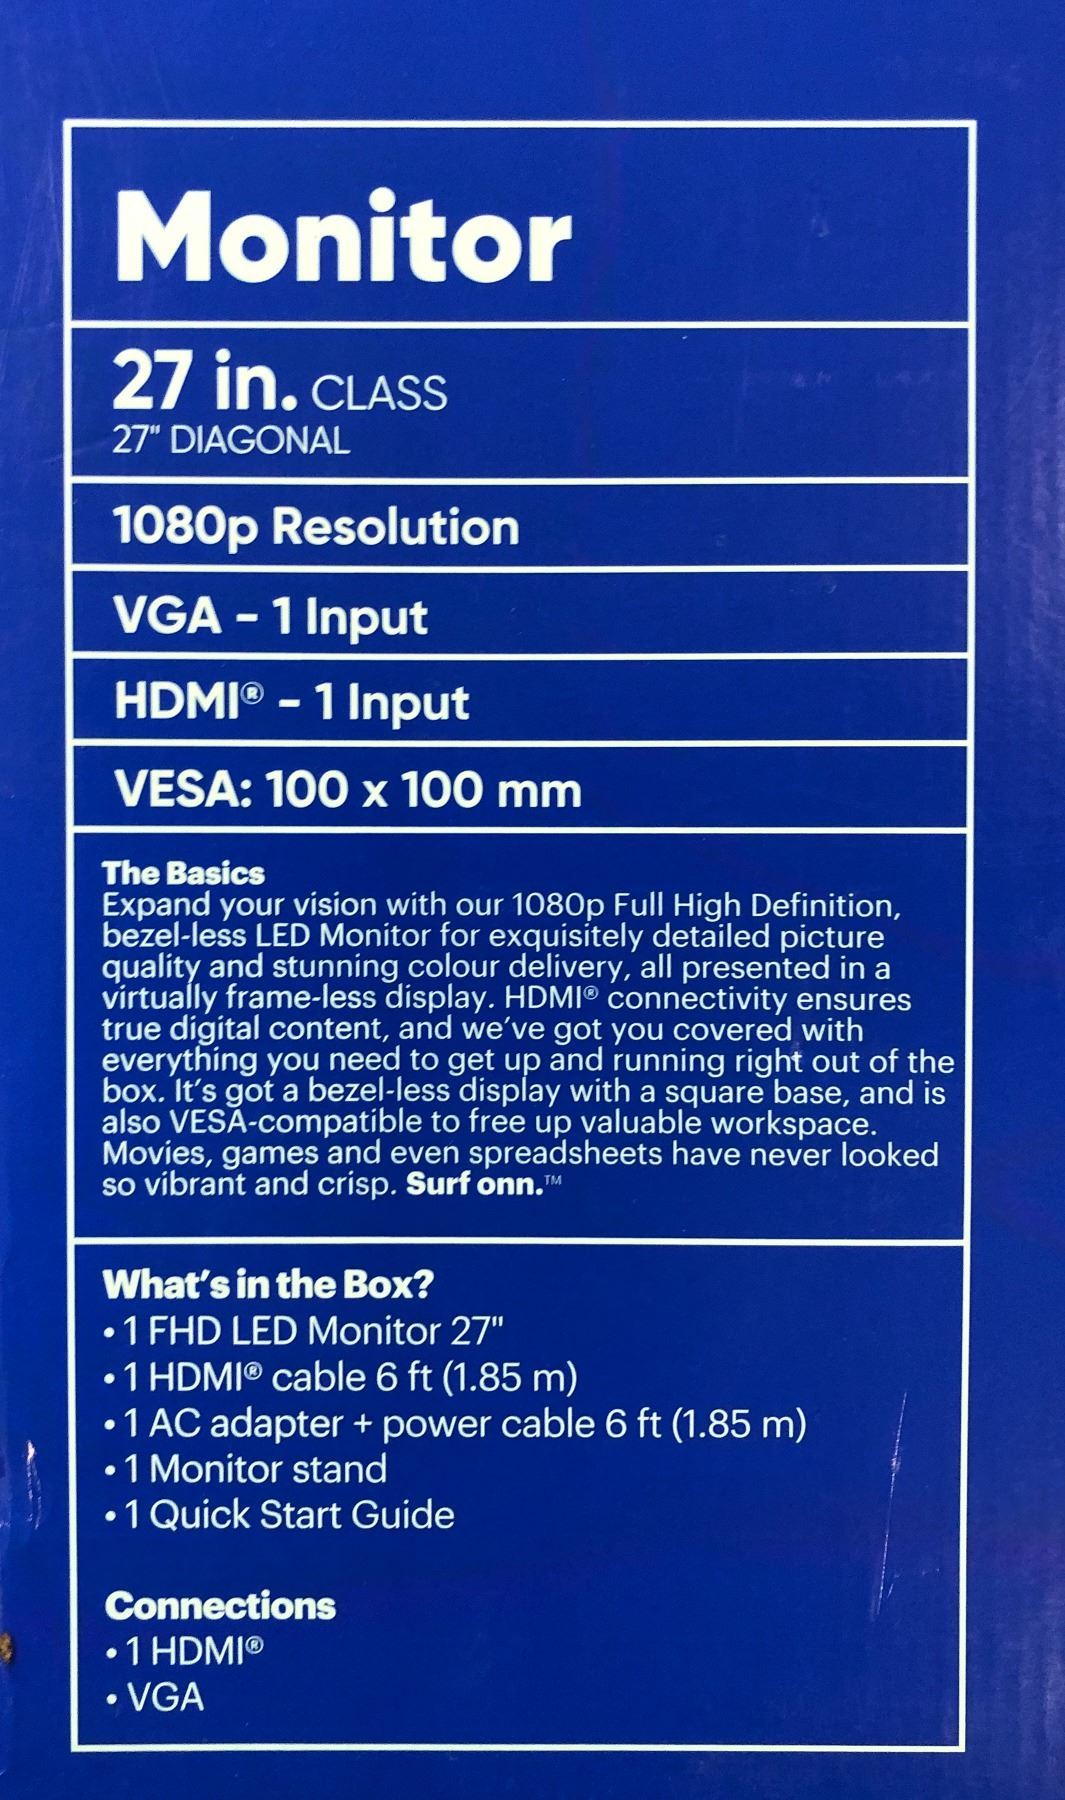 Monitor
27 in. CLASS
27" DIAGONAL
1080p Resolution
VGA - 1 Input
HDMI® - 1 Input
VESA: 100 x 100 mm
The Basics
Expand your vision with our 1080p Full High Definition,
bezel-less LED Monitor for exquisitely detailed picture
quality and stunning colour delivery, all presented in a
virtually frame-less display. HDMI® connectivity ensures
true digital content, and we've got you covered with
everything you need to get up and running right out of the
box. It's got a bezel-less display with a square base, and is
also VESA-compatible to free up valuable workspace.
Movies, games and even spreadsheets have never looked
so vibrant and crisp. Surf onn.™
What's in the Box?
• 1 FHD LED Monitor 27"
• 1 HDMI® cable 6 ft (1.85 m)
• 1 AC adapter + power cable 6 ft (1.85 m)
• 1 Monitor stand
• 1 Quick Start Guide
Connections
• 1 HDMI®
• VGA